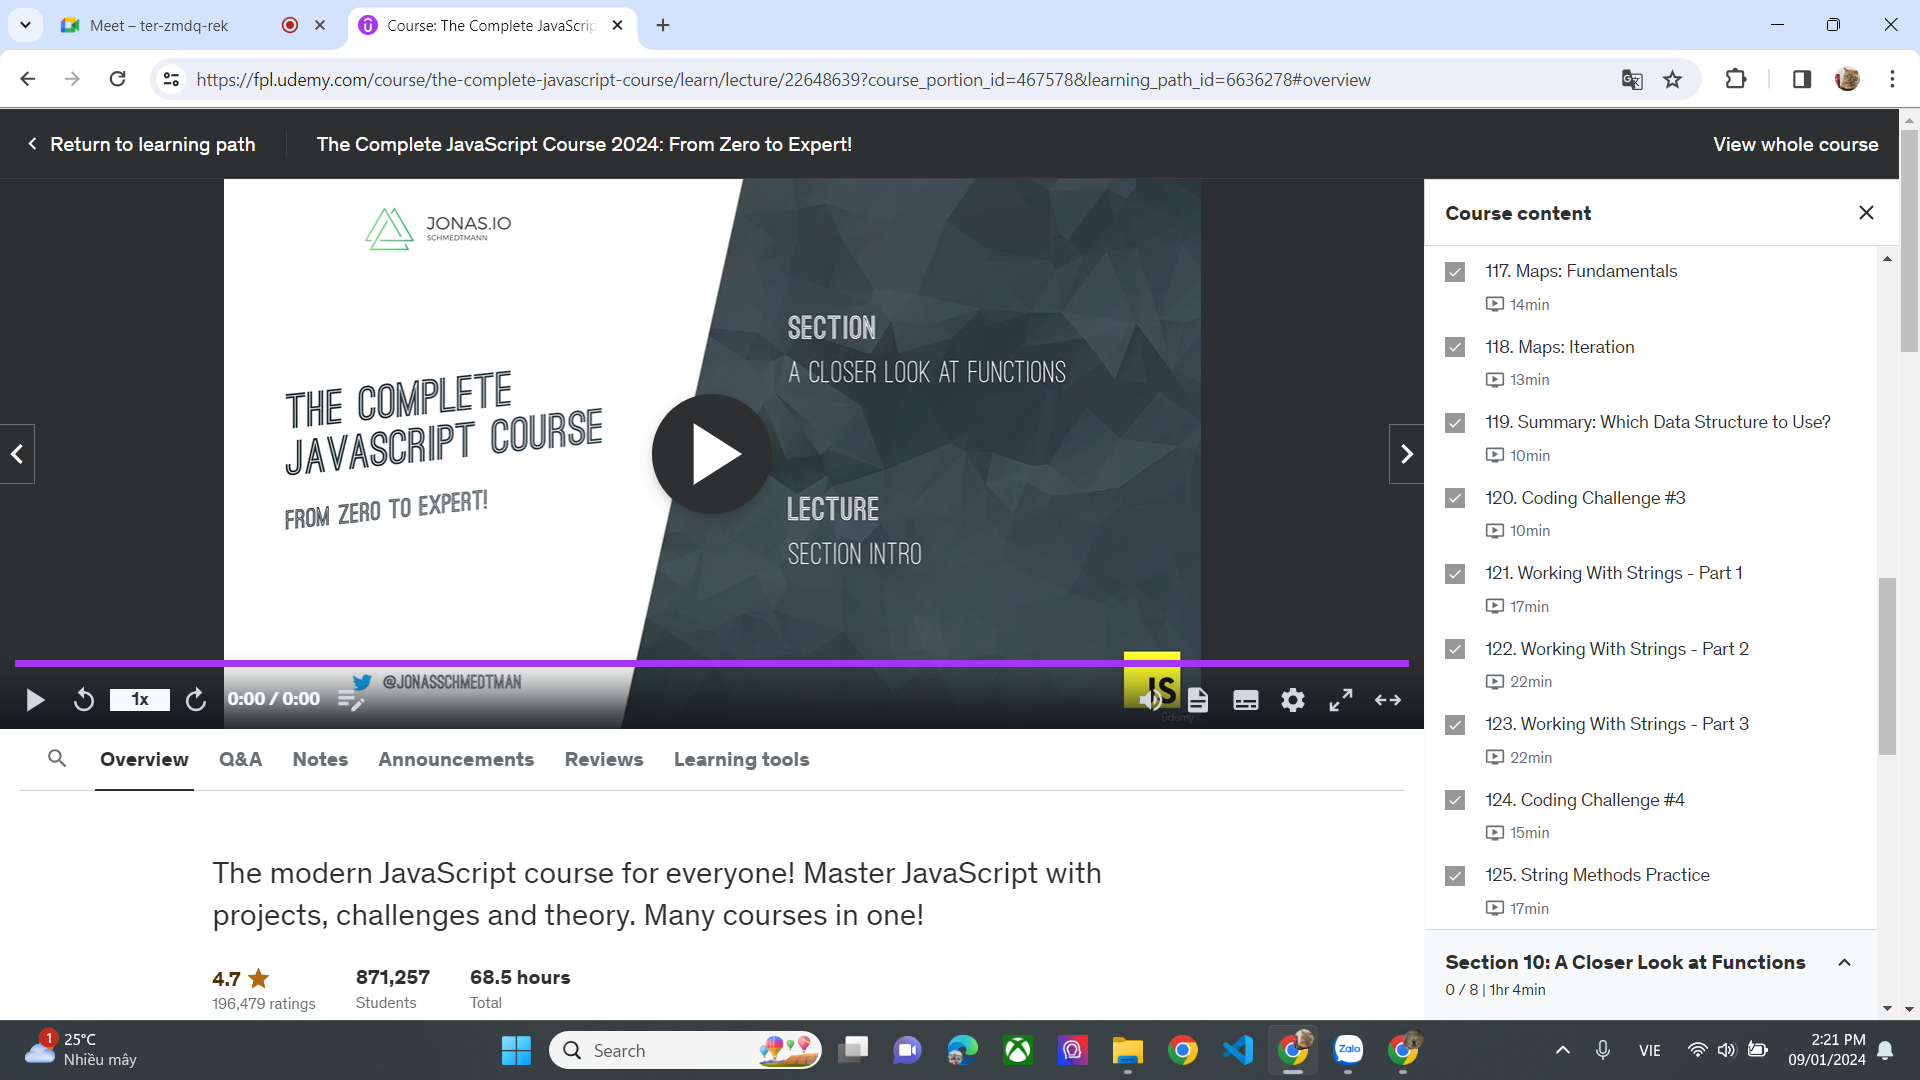 Meet – ter-zmdq-rek
Course: The Complete JavaScrip
https://fpl.udemy.com/course/the-complete-javascript-course/learn/lecture/22648639?course_portion_id=467578&learning_path_id=6636278#overview
Return to learning path
The Complete JavaScript Course 2024: From Zero to Expert!
View whole course
JONAS.IO
SCHMEDTMANN
THE COMPLETE
JAVASCRIPT COURSE
FROM ZERO TO EXPERT!
SECTION
A CLOSER LOOK AT FUNCTIONS
LECTURE
SECTION INTRO
@JONASSCHMEDTMAN
JS
udemy
1x
0:00 / 0:00
Course content
117. Maps: Fundamentals
14min
118. Maps: Iteration
13min
119. Summary: Which Data Structure to Use?
10min
120. Coding Challenge #3
10min
121. Working With Strings - Part 1
17min
122. Working With Strings - Part 2
22min
123. Working With Strings - Part 3
22min
124. Coding Challenge #4
15min
125. String Methods Practice
17min
Section 10: A Closer Look at Functions
0 / 8 | 1hr 4min
Overview
Q&A
Notes
Announcements
Reviews
Learning tools
The modern JavaScript course for everyone! Master JavaScript with
projects, challenges and theory. Many courses in one!
4.7
196,479 ratings
871,257
Students
68.5 hours
Total
1
25°C
Nhiều mây
Search
Zalo
VIE
2:21 PM
09/01/2024